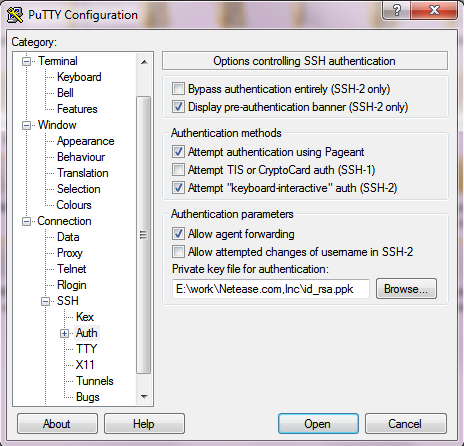 PuTTY Configuration
?
X
Category:
Terminal
Keyboard
Bell
Features
Window
Appearance
Behaviour
Translation
Selection
Colours
Connection
Data
Proxy
Telnet
Rlogin
SSH
Kex
Auth
TTY
X11
Tunnels
Bugs
Options controlling SSH authentication
Bypass authentication entirely (SSH-2 only)
Display pre-authentication banner (SSH-2 only)
Authentication methods
Attempt authentication using Pageant
Attempt TIS or CryptoCard auth (SSH-1)
Attempt "keyboard-interactive" auth (SSH-2)
Authentication parameters
Allow agent forwarding
Allow attempted changes of username in SSH-2
Private key file for authentication:
E:\work\Netease.com,Inc\id_rsa.ppk
Browse...
About
Help
Open
Cancel